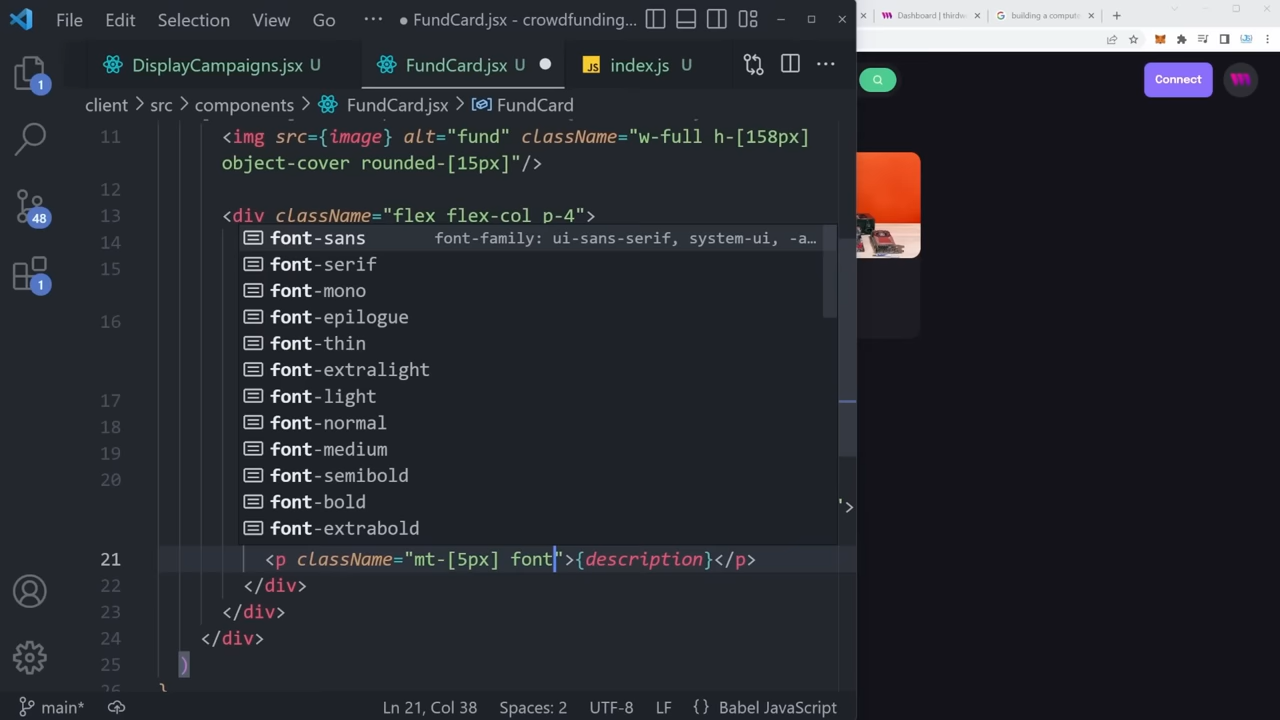 File Edit Selection View Go ··· ● FundCard.jsx - crowdfunding...
Dashboard | thirdw
building a compute
DisplayCampaigns.jsx U
FundCard.jsx U ●
JS index.js U
Connect
client > src > components > FundCard.jsx > FundCard
11 <img src={image} alt="fund" className="w-full h-[158px]
object-cover rounded-[15px]"/>
12
13 <div className="flex flex-col p-4">
14
15
16
17
18
19
20
font-sans font-family: ui-sans-serif, system-ui, -a…
font-serif
font-mono
font-epilogue
font-thin
font-extralight
font-light
font-normal
font-medium
font-semibold
font-bold
font-extrabold
'>
21 <p className="mt-[5px] font">{description}</p>
22 </div>
23 </div>
24 </div>
25 )
26 }
1
48
1
main* Ln 21, Col 38 Spaces: 2 UTF-8 LF {} Babel JavaScript